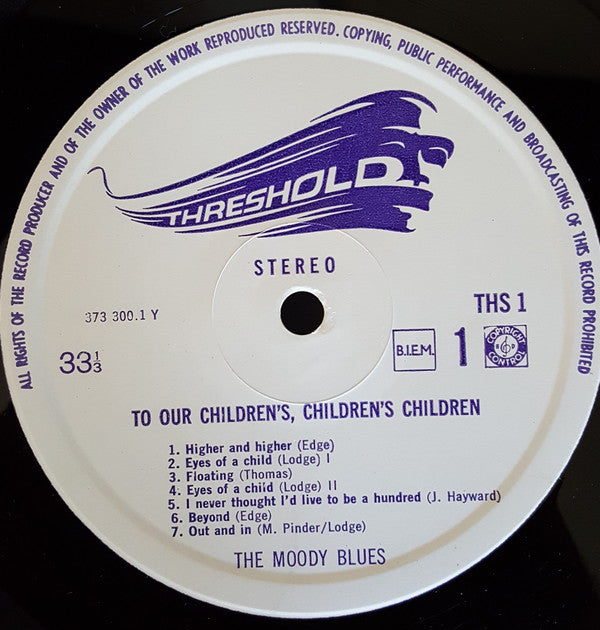 ALL RIGHTS OF THE RECORD PRODUCER AND OF THE OWNER OF THE WORK REPRODUCED RESERVED. COPYING, PUBLIC PERFORMANCE AND BROADCASTING OF THIS RECORD PROHIBITED
THRESHOLD
STEREO
373 300.1 Y
THS 1
33 1/3
B.I.E.M.
1
COPYRIGHT CONTROL
TO OUR CHILDREN'S, CHILDREN'S CHILDREN
1. Higher and higher (Edge)
2. Eyes of a child (Lodge) I
3. Floating (Thomas)
4. Eyes of a child (Lodge) II
5. I never thought I'd live to be a hundred (J. Hayward)
6. Beyond (Edge)
7. Out and in (M. Pinder/Lodge)
THE MOODY BLUES